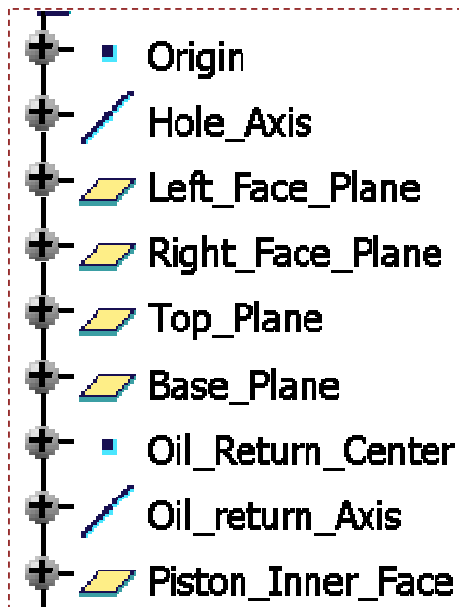 Origin
Hole_Axis
Left_Face_Plane
Right_Face_Plane
Top_Plane
Base_Plane
Oil_Return_Center
Oil_return_Axis
Piston_Inner_Face